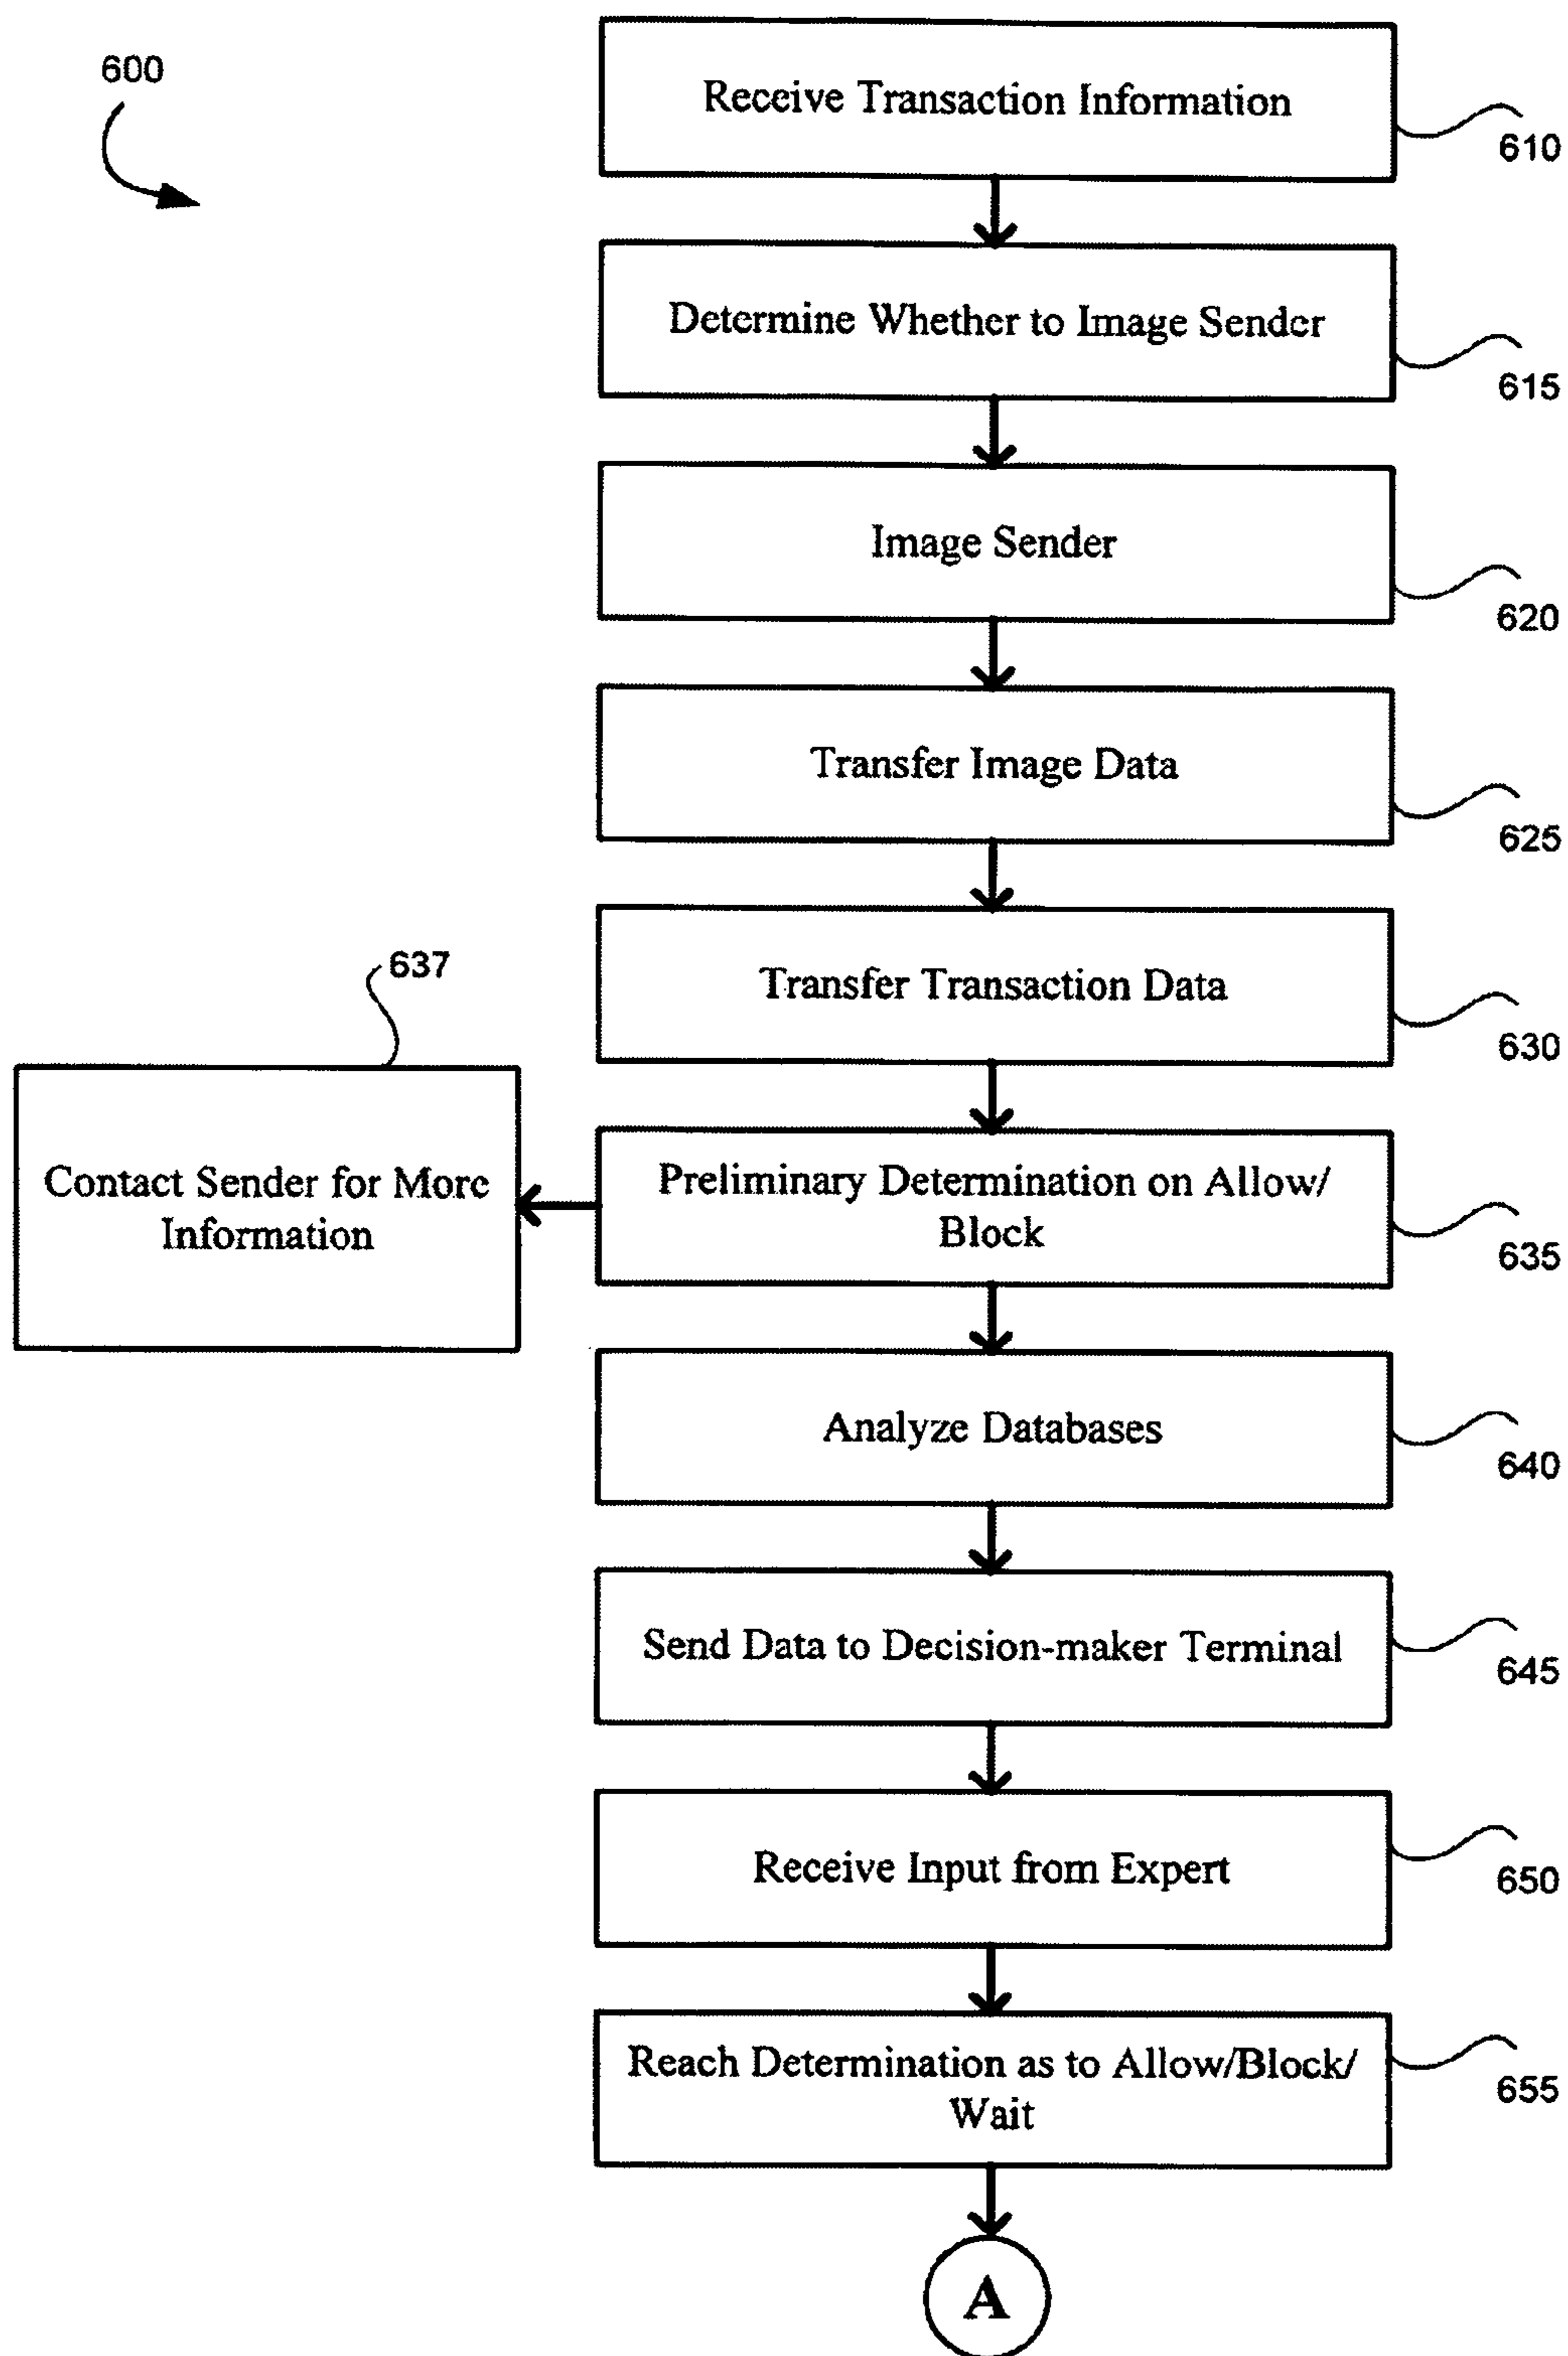 600
Receive Transaction Information
610
Determine Whether to Image Sender
615
Image Sender
620
Transfer Image Data
625
Transfer Transaction Data
630
637
Contact Sender for More
Information
Preliminary Determination on Allow/
Block
635
Analyze Databases
640
Send Data to Decision-maker Terminal
645
Receive Input from Expert
650
Reach Determination as to Allow/Block/
Wait
655
A